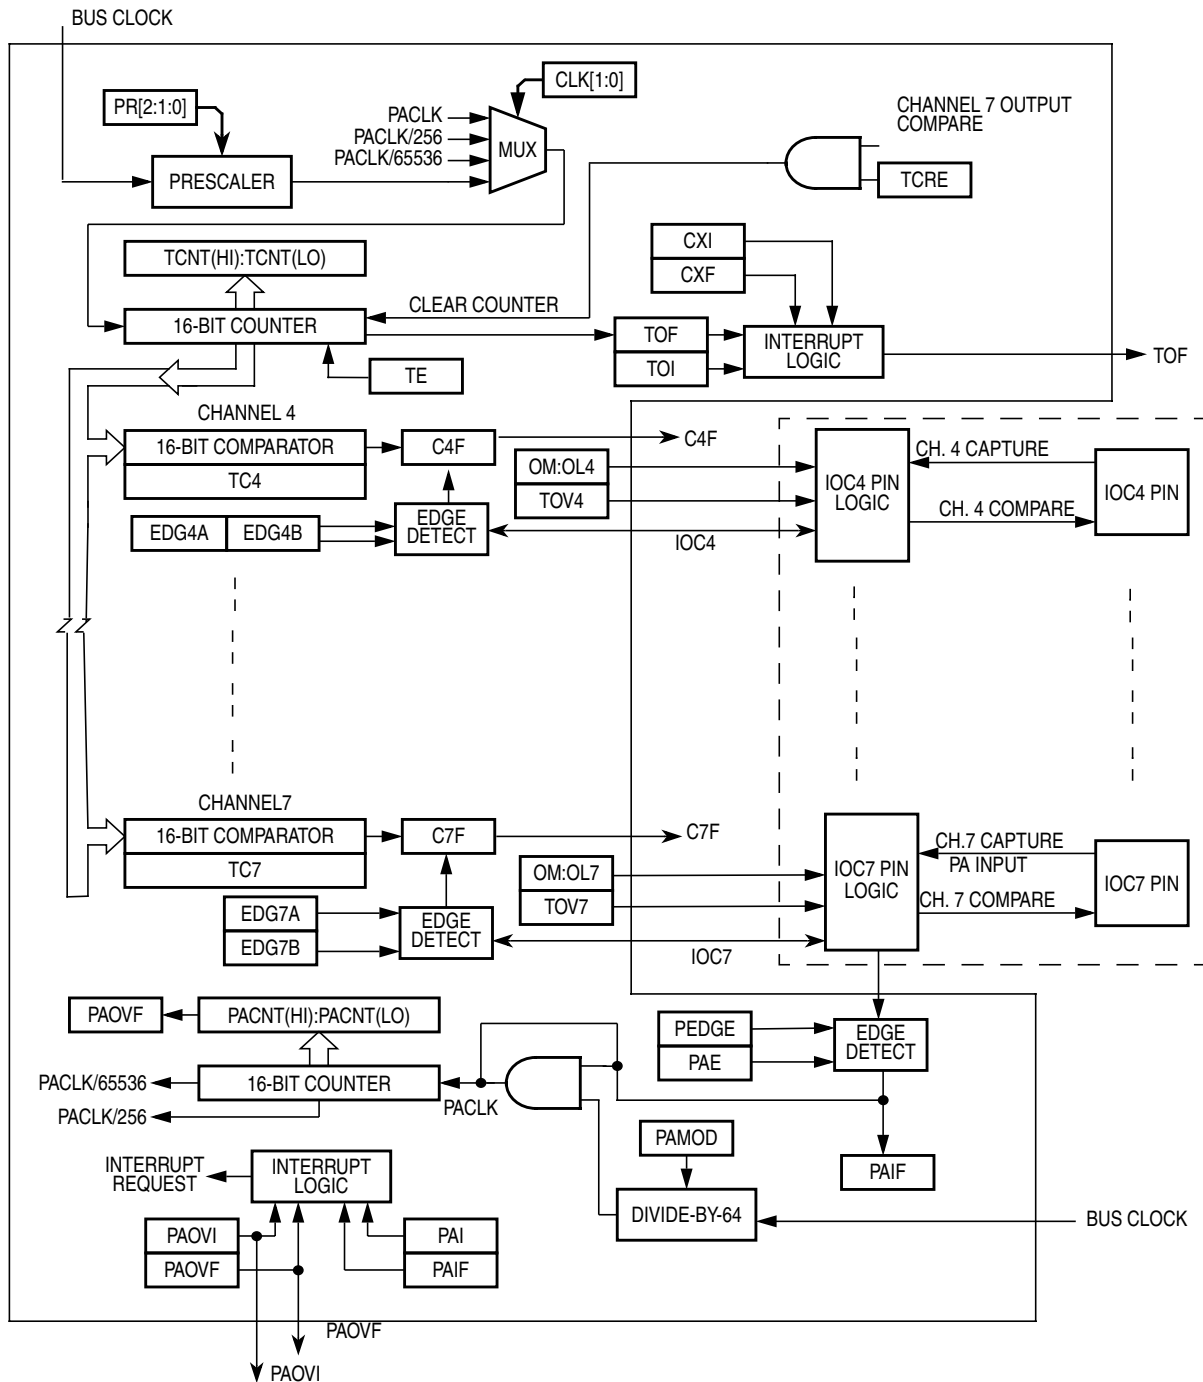 BUS CLOCK
PR[2:1:0]
CLK[1:0]
PACLK
PACLK/256
PACLK/65536
MUX
PRESCALER
CHANNEL 7 OUTPUT
COMPARE
TCRE
TCNT(HI):TCNT(LO)
CXI
CXF
CLEAR COUNTER
16-BIT COUNTER
TE
TOF
TOI
INTERRUPT
LOGIC
TOF
CHANNEL 4
16-BIT COMPARATOR
TC4
C4F
C4F
EDG4A
EDG4B
EDGE
DETECT
OM:OL4
TOV4
IOC4
IOC4 PIN
LOGIC
CH. 4 CAPTURE
CH. 4 COMPARE
IOC4 PIN
CHANNEL7
16-BIT COMPARATOR
TC7
C7F
C7F
EDG7A
EDG7B
EDGE
DETECT
OM:OL7
TOV7
IOC7
IOC7 PIN
LOGIC
CH.7 CAPTURE
PA INPUT
CH. 7 COMPARE
IOC7 PIN
PAOVF
PACNT(HI):PACNT(LO)
PEDGE
PAE
EDGE
DETECT
PACLK/65536
16-BIT COUNTER
PACLK
PACLK/256
PAMOD
PAIF
INTERRUPT
REQUEST
INTERRUPT
LOGIC
DIVIDE-BY-64
BUS CLOCK
PAOVI
PAOVF
PAI
PAIF
PAOVF
PAOVI